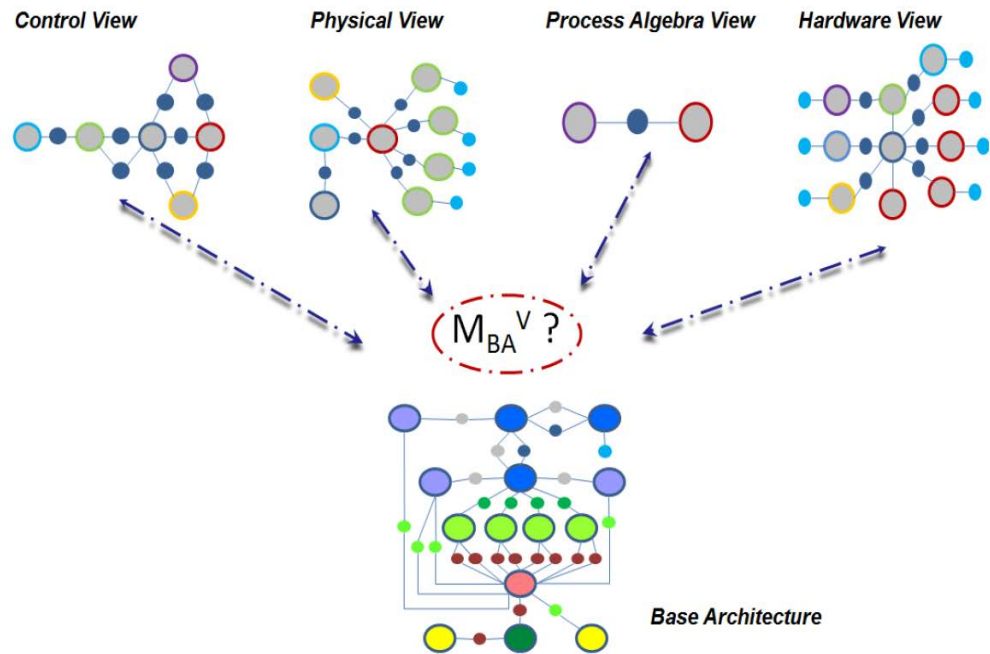 Control View
Physical View
Process Algebra View
Hardware View
M_BA^V ?
Base Architecture